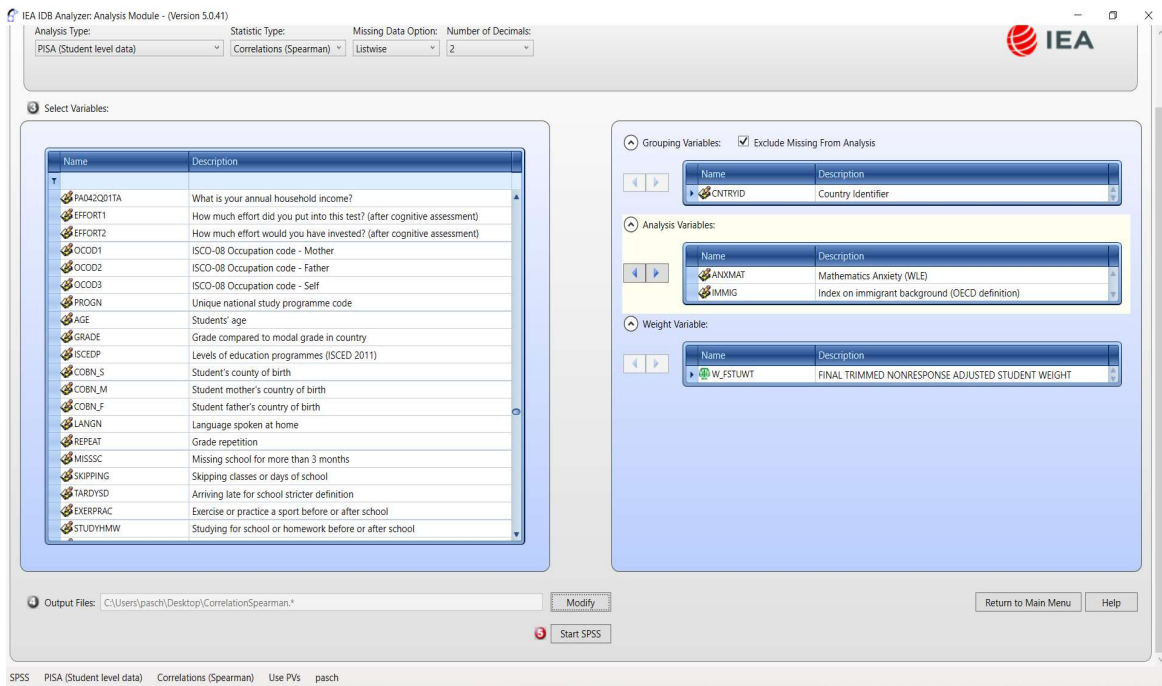 IEA IDB Analyzer: Analysis Module - (Version 5.0.41)
Analysis Type: Statistic Type: Missing Data Option: Number of Decimals:
PISA (Student level data) Correlations (Spearman) Listwise 2
IEA
3 Select Variables:
Name Description
PA042Q01TA What is your annual household income?
EFFORT1 How much effort did you put into this test? (after cognitive assessment)
EFFORT2 How much effort would you have invested? (after cognitive assessment)
OCOD1 ISCO-08 Occupation code - Mother
OCOD2 ISCO-08 Occupation code - Father
OCOD3 ISCO-08 Occupation code - Self
PROGN Unique national study programme code
AGE Students' age
GRADE Grade compared to modal grade in country
ISCEDP Levels of education programmes (ISCED 2011)
COBN_S Student's county of birth
COBN_M Student mother's country of birth
COBN_F Student father's country of birth
LANGN Language spoken at home
REPEAT Grade repetition
MISSSC Missing school for more than 3 months
SKIPPING Skipping classes or days of school
TARDYSD Arriving late for school stricter definition
EXERPRAC Exercise or practice a sport before or after school
STUDYHMW Studying for school or homework before or after school
Grouping Variables: Exclude Missing From Analysis
Name Description
CNTRYID Country Identifier
Analysis Variables:
Name Description
ANXMAT Mathematics Anxiety (WLE)
IMMIG Index on immigrant background (OECD definition)
Weight Variable:
Name Description
W_FSTUWT FINAL TRIMMED NONRESPONSE ADJUSTED STUDENT WEIGHT
4 Output Files: C:\Users\pasch\Desktop\CorrelationSpearman.* Modify Return to Main Menu Help
5 Start SPSS
SPSS PISA (Student level data) Correlations (Spearman) Use PVs pasch